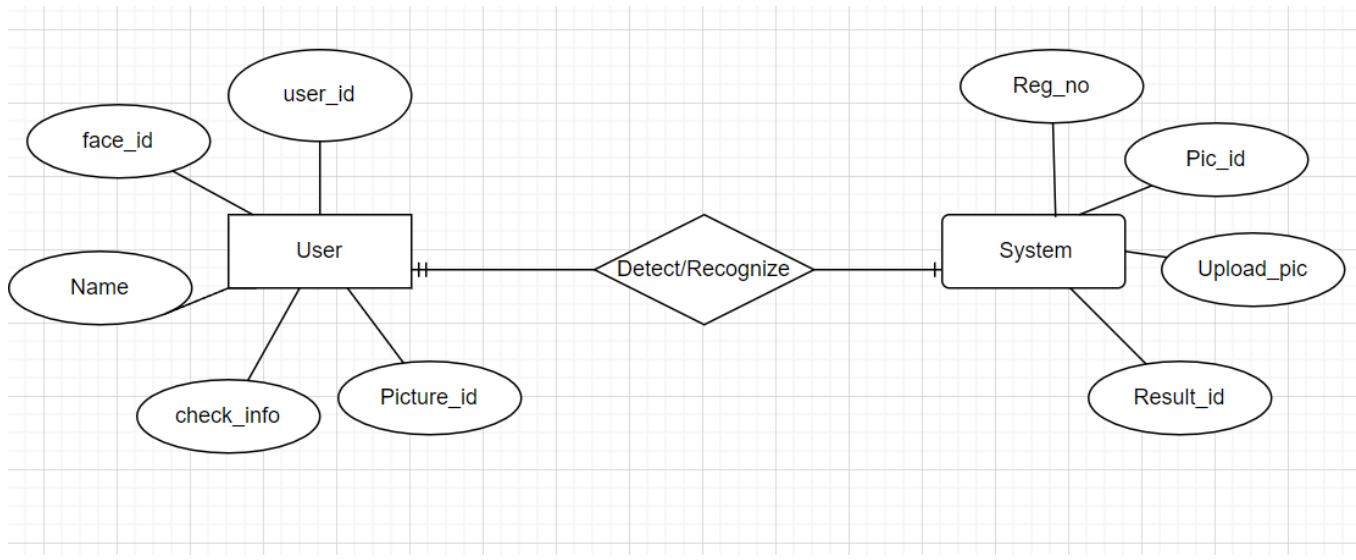 user_id
face_id
User
Name
check_info
Picture_id
Detect/Recognize
Reg_no
Pic_id
System
Upload_pic
Result_id